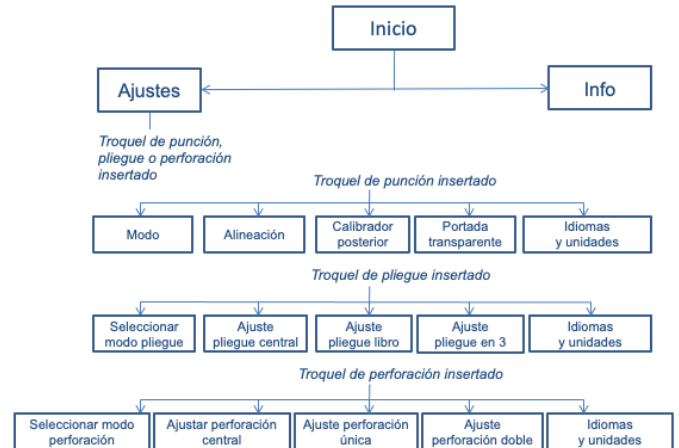 Inicio
Ajustes
Info
Troquel de punción,
pliegue o perforación
insertado
Troquel de punción insertado
Modo
Alineación
Calibrador
posterior
Portada
transparente
Idiomas
y unidades
Troquel de pliegue insertado
Seleccionar
modo pliegue
Ajuste
pliegue central
Ajuste
pliegue libro
Ajuste
pliegue en 3
Idiomas
y unidades
Troquel de perforación insertado
Seleccionar modo
perforación
Ajustar perforación
central
Ajuste perforación
única
Ajuste
perforación doble
Idiomas
y unidades